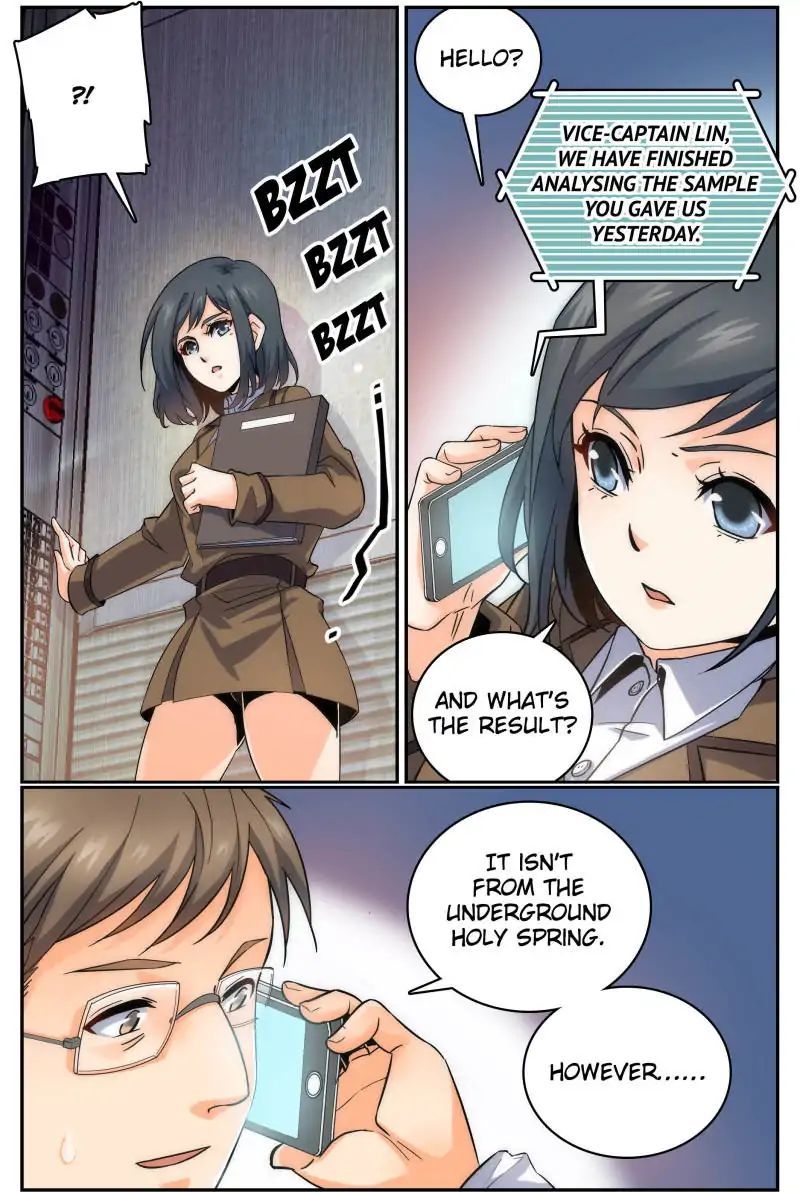 ?!
BZZT
BZZT
BZZT
HELLO?
VICE-CAPTAIN LIN,
WE HAVE FINISHED
ANALYSING THE SAMPLE
YOU GAVE US
YESTERDAY.
AND WHAT'S
THE RESULT?
IT ISN'T
FROM THE
UNDERGROUND
HOLY SPRING.
HOWEVER......